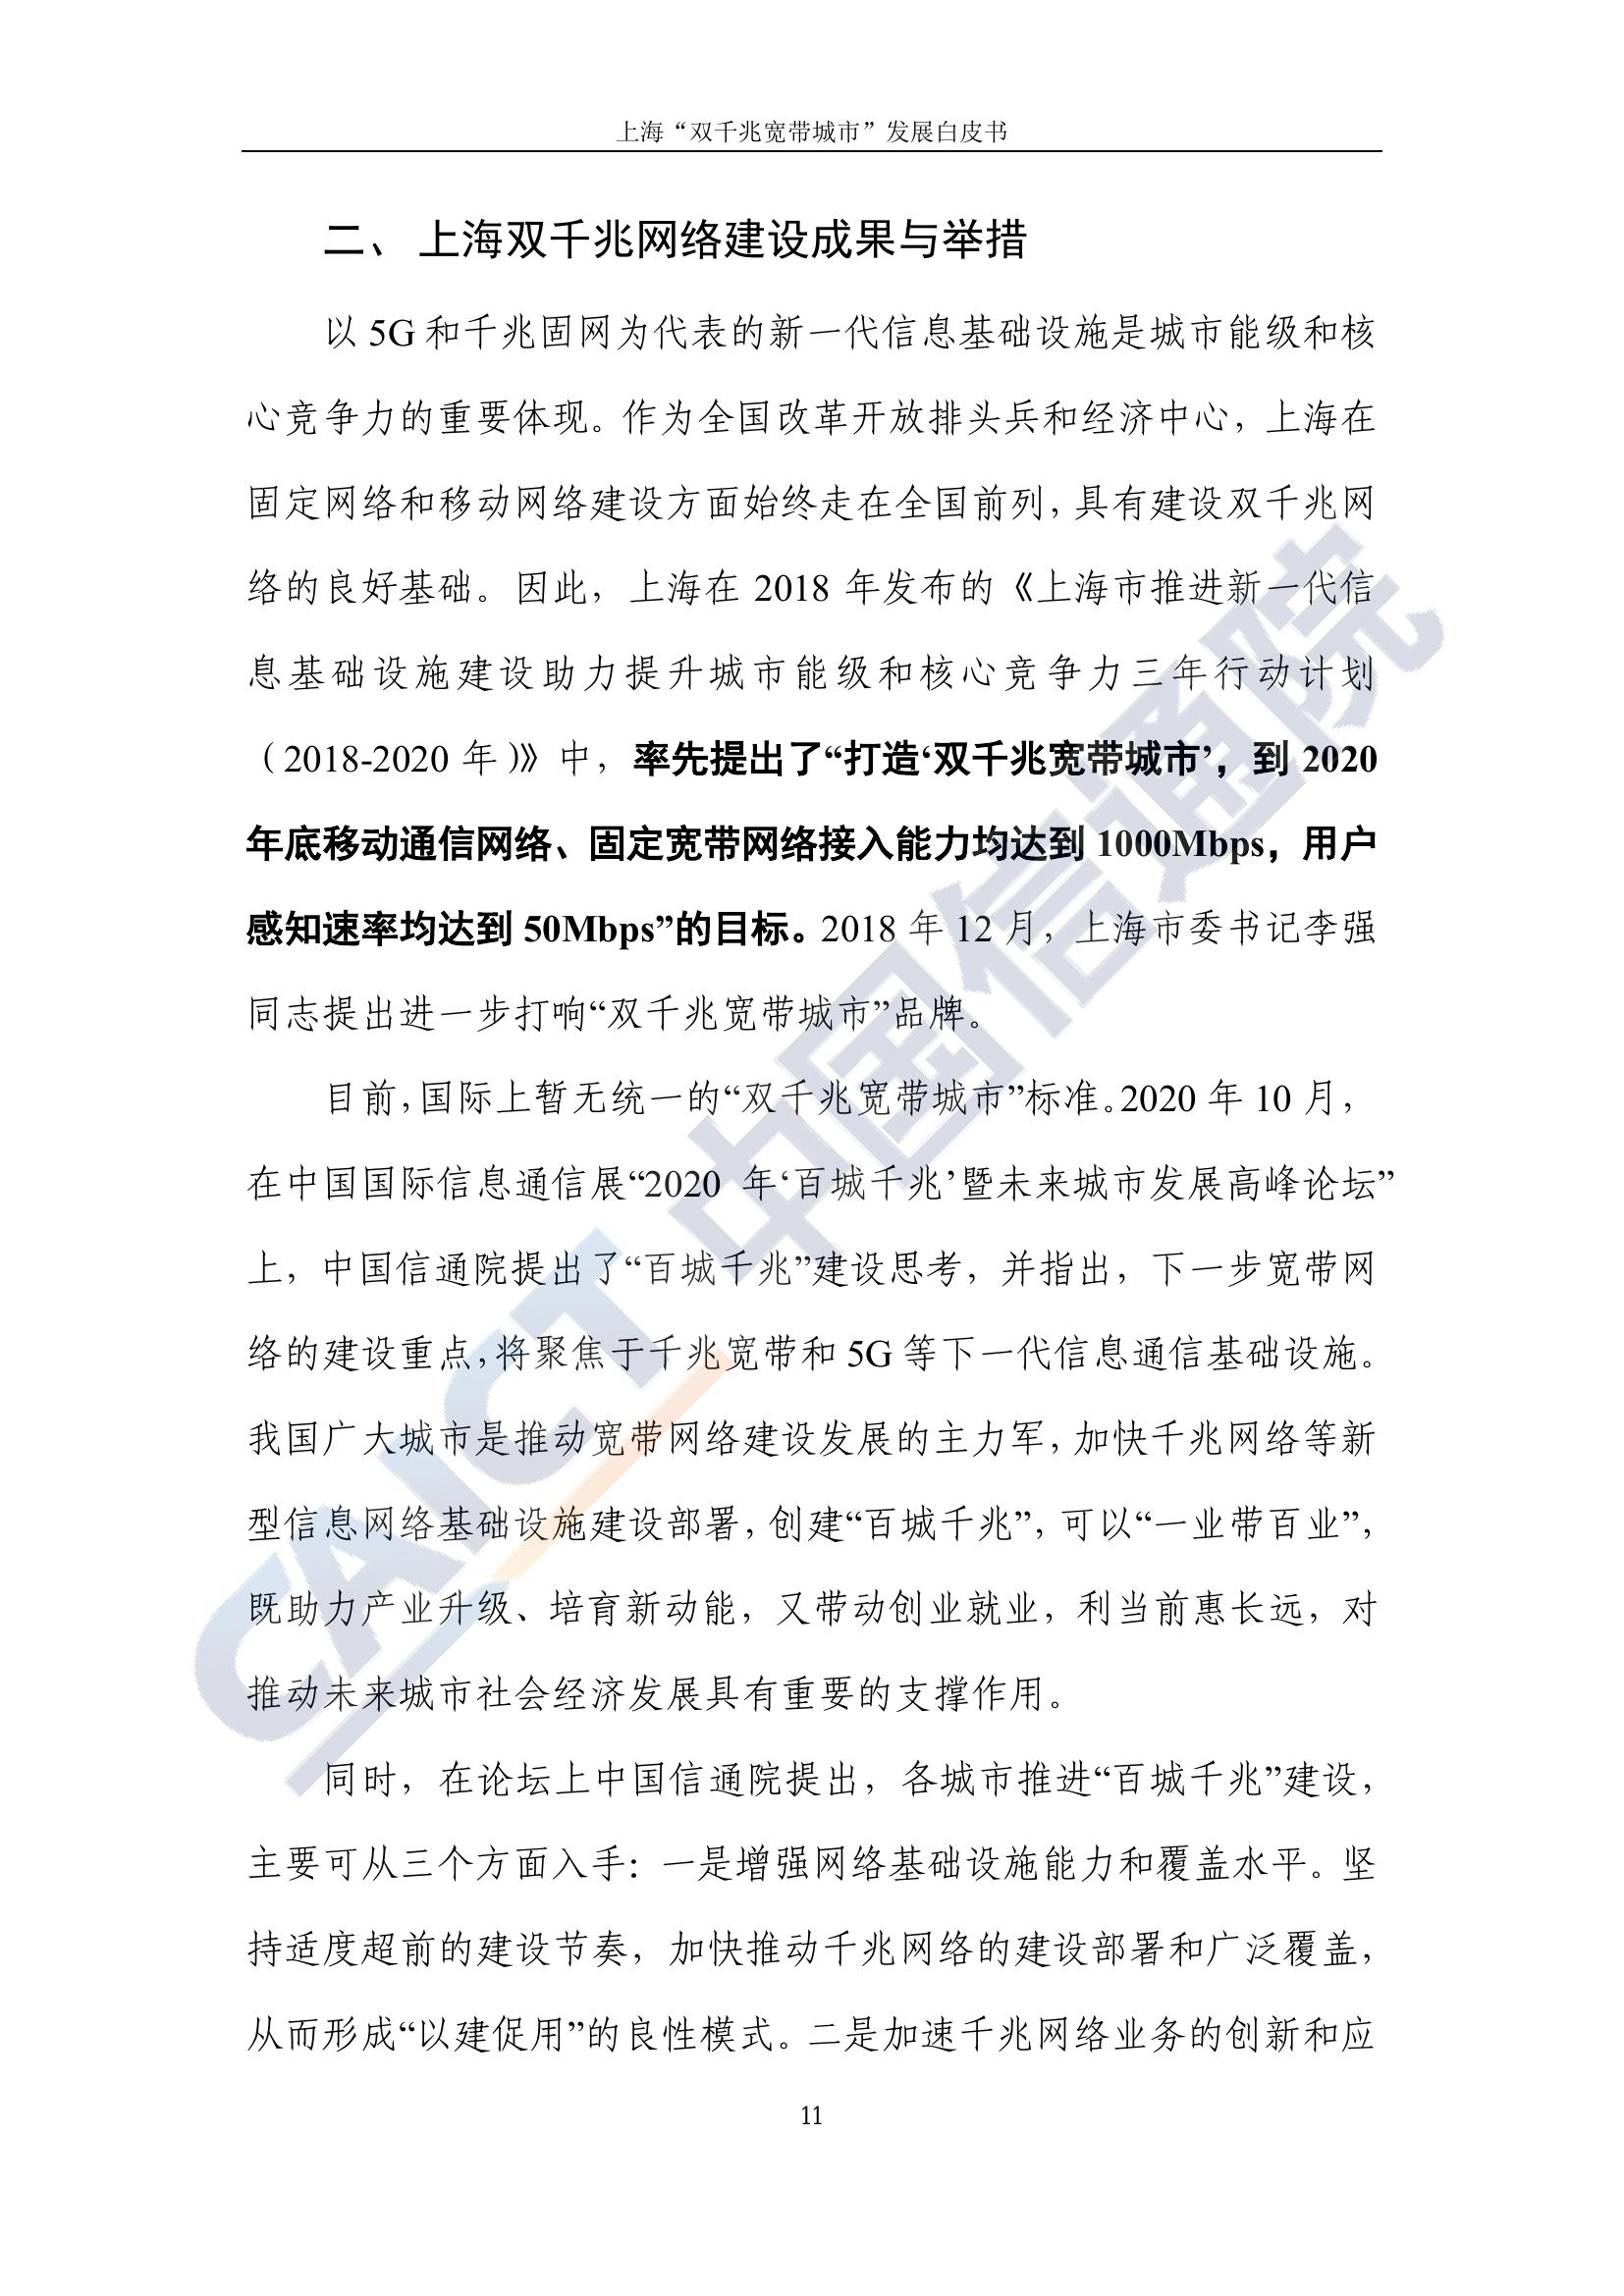 上海“双千兆宽带城市”发展白皮书
二、 上海双千兆网络建设成果与举措
以 5G 和千兆固网为代表的新一代信息基础设施是城市能级和核
心竞争力的重要体现。作为全国改革开放排头兵和经济中心，上海在
固定网络和移动网络建设方面始终走在全国前列，具有建设双千兆网
络的良好基础。因此，上海在 2018 年发布的《上海市推进新一代信
息基础设施建设助力提升城市能级和核心竞争力三年行动计划
（2018-2020 年）》中，率先提出了“打造‘双千兆宽带城市’，到 2020
年底移动通信网络、固定宽带网络接入能力均达到 1000Mbps，用户
感知速率均达到 50Mbps”的目标。2018 年 12 月，上海市委书记李强
同志提出进一步打响“双千兆宽带城市”品牌。
目前，国际上暂无统一的“双千兆宽带城市”标准。2020 年 10 月，
在中国国际信息通信展“2020 年‘百城千兆’暨未来城市发展高峰论坛”
上，中国信通院提出了“百城千兆”建设思考，并指出，下一步宽带网
络的建设重点，将聚焦于千兆宽带和 5G 等下一代信息通信基础设施。
我国广大城市是推动宽带网络建设发展的主力军，加快千兆网络等新
型信息网络基础设施建设部署，创建“百城千兆”，可以“一业带百业”，
既助力产业升级、培育新动能，又带动创业就业，利当前惠长远，对
推动未来城市社会经济发展具有重要的支撑作用。
同时，在论坛上中国信通院提出，各城市推进“百城千兆”建设，
主要可从三个方面入手：一是增强网络基础设施能力和覆盖水平。坚
持适度超前的建设节奏，加快推动千兆网络的建设部署和广泛覆盖，
从而形成“以建促用”的良性模式。二是加速千兆网络业务的创新和应
11
CAICT 中国信通院